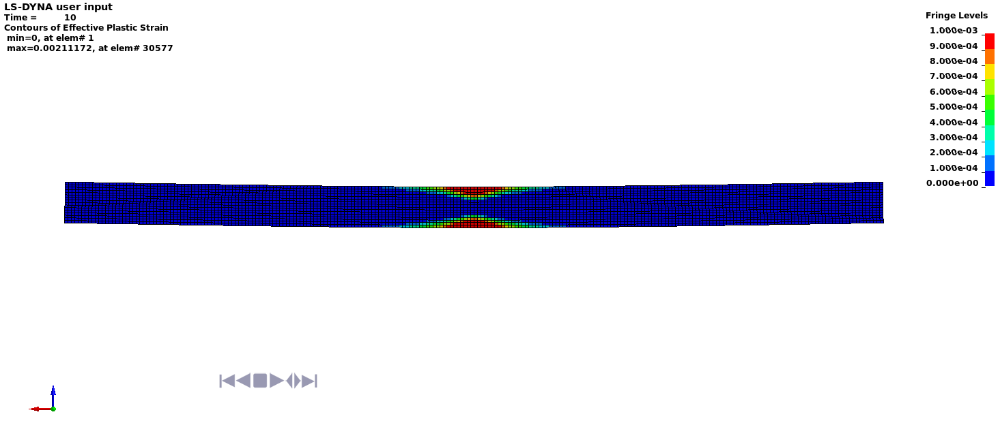 LS-DYNA user input
Time = 10
Contours of Effective Plastic Strain
min=0, at elem# 1
max=0.00211172, at elem# 30577
Fringe Levels
1.000e-03
9.000e-04
8.000e-04
7.000e-04
6.000e-04
5.000e-04
4.000e-04
3.000e-04
2.000e-04
1.000e-04
0.000e+00